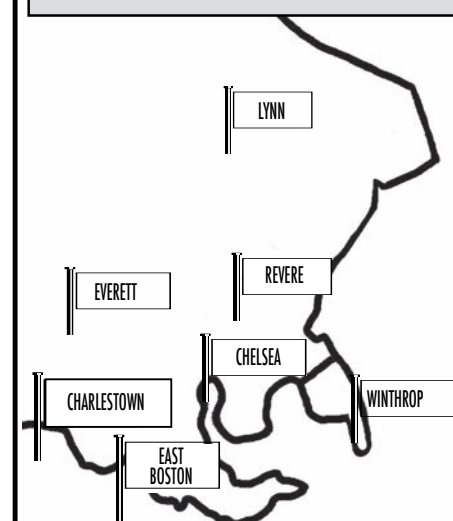 LYNN
REVERE
EVERETT
CHELSEA
CHARLESTOWN
WINTHROP
EAST
BOSTON